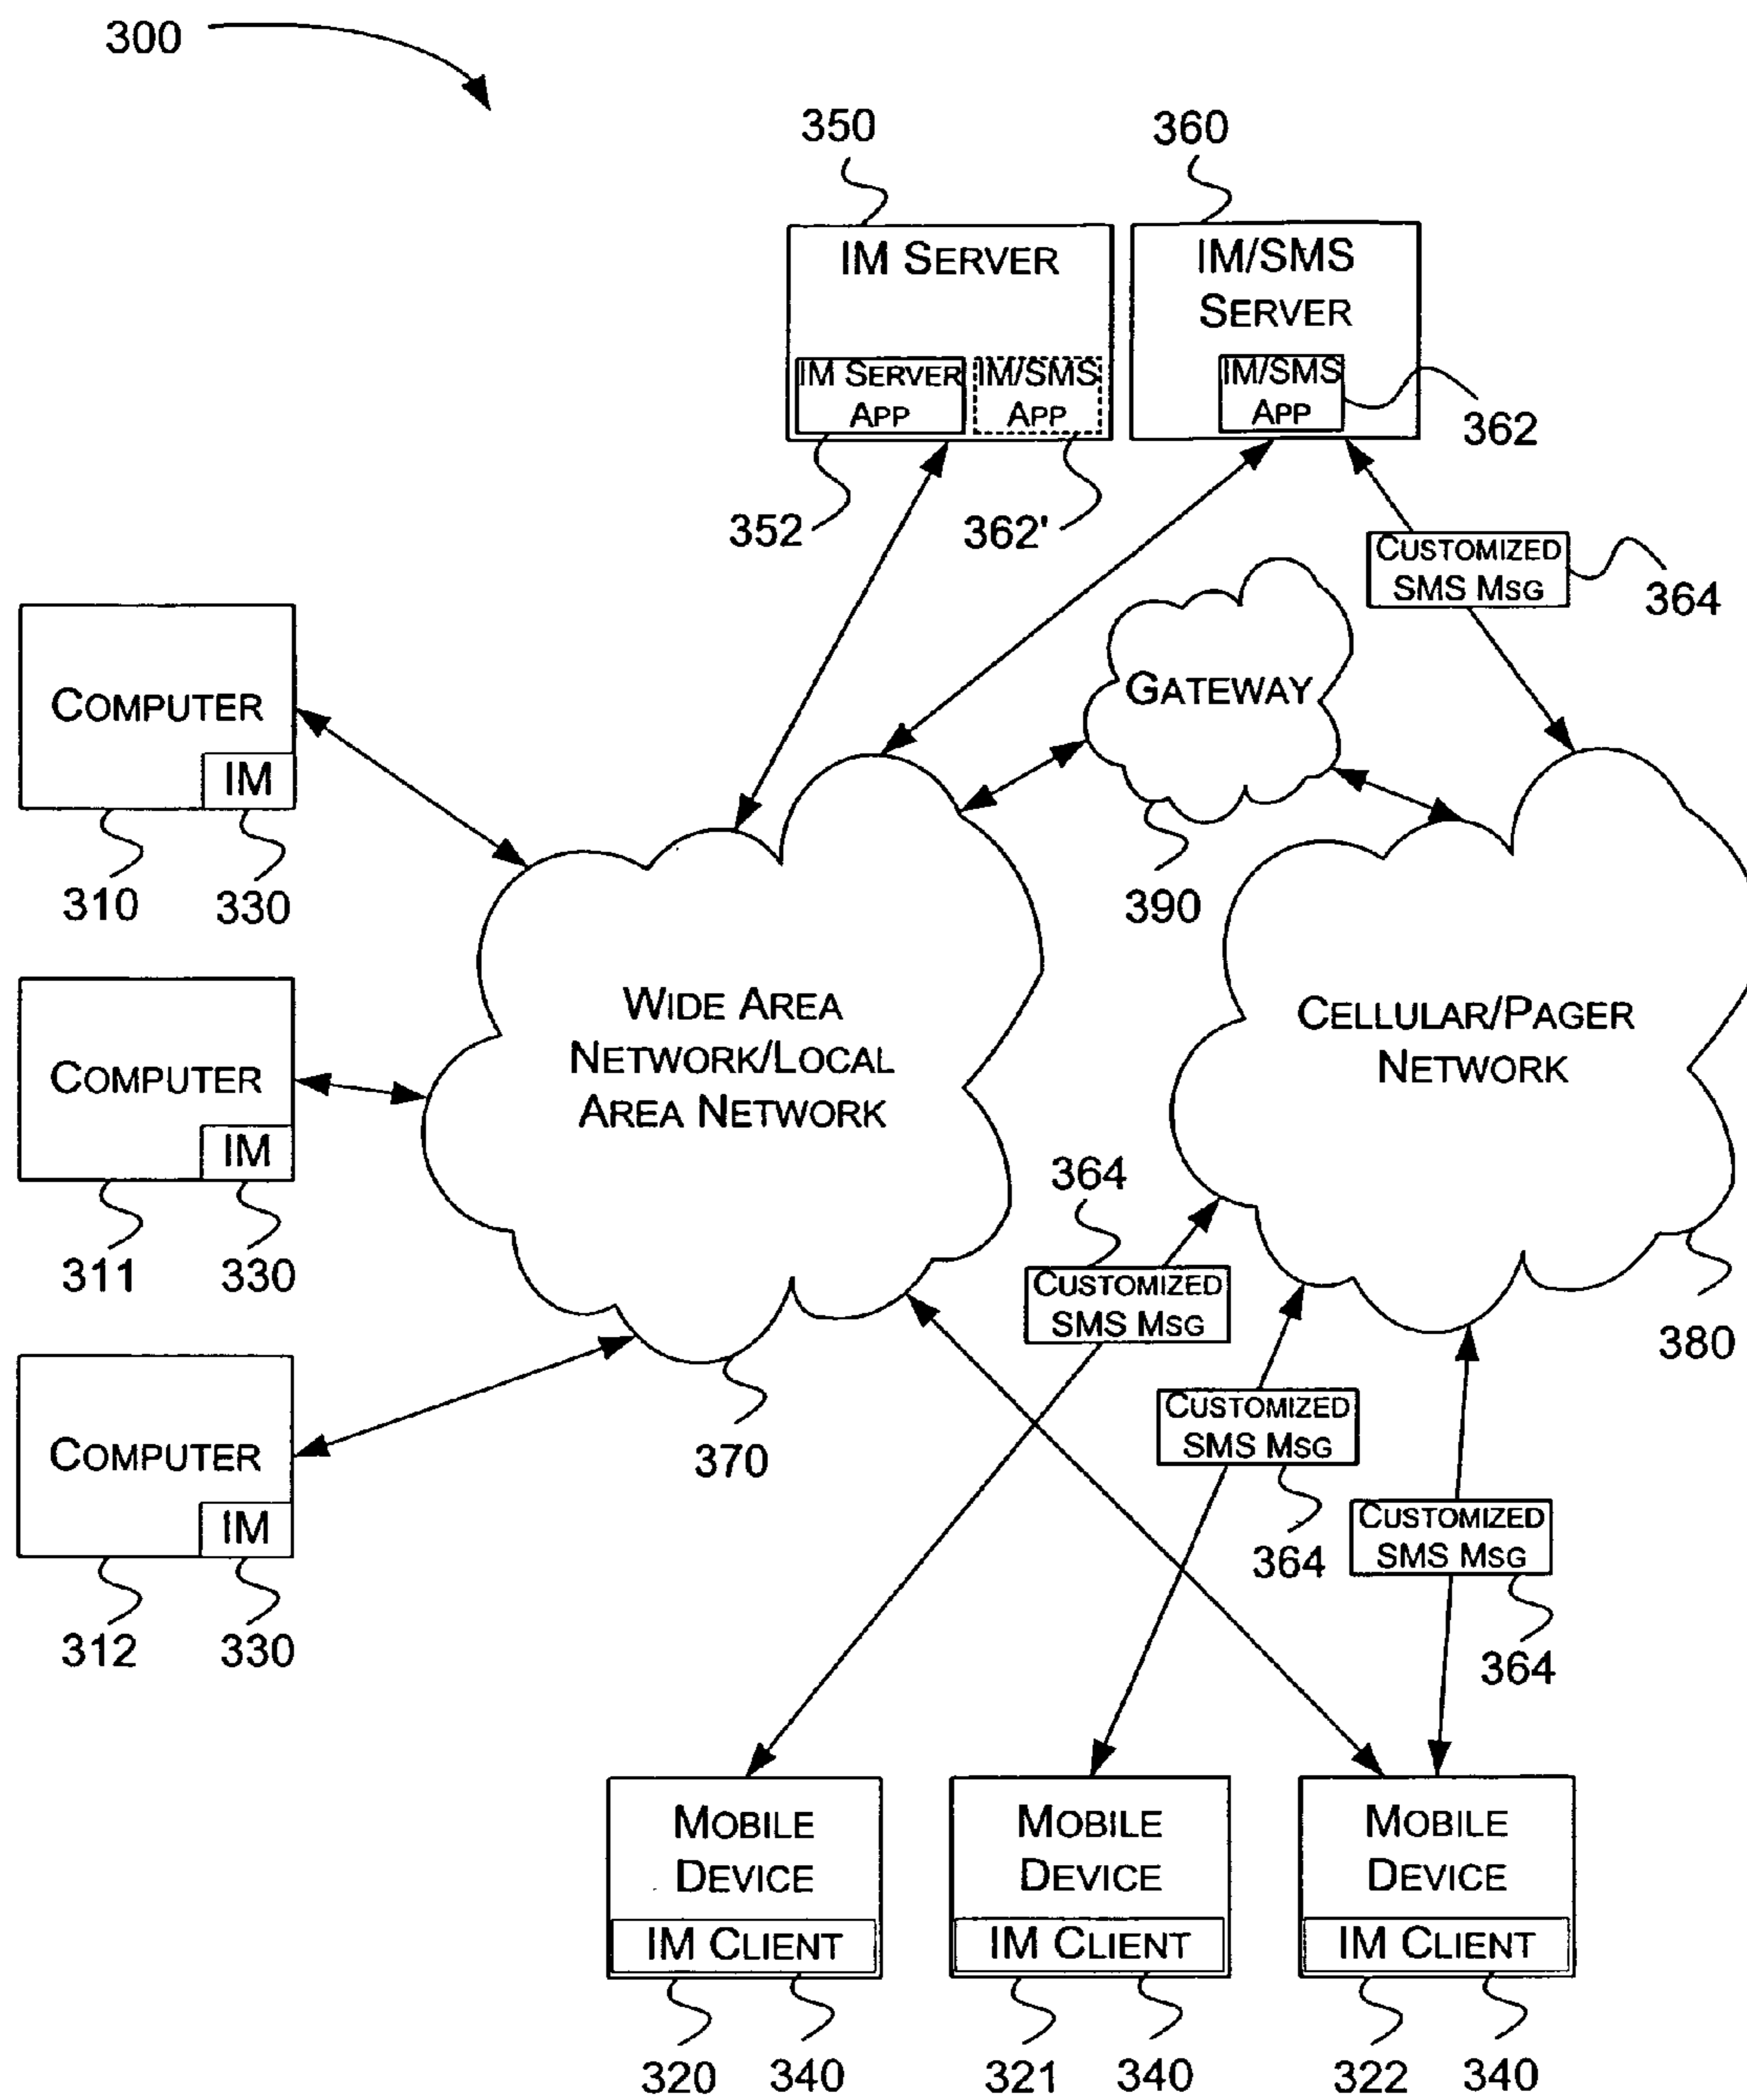 300
350
360
IM SERVER
IM/SMS
SERVER
IM SERVER
APP
IM/SMS
APP
IM/SMS
APP
362
352
362'
CUSTOMIZED
SMS MSG
364
COMPUTER
IM
310
330
GATEWAY
390
COMPUTER
IM
311
330
WIDE AREA
NETWORK/LOCAL
AREA NETWORK
CELLULAR/PAGER
NETWORK
364
CUSTOMIZED
SMS MSG
380
COMPUTER
IM
312
330
370
CUSTOMIZED
SMS MSG
364
CUSTOMIZED
SMS MSG
364
MOBILE
DEVICE
IM CLIENT
320
340
MOBILE
DEVICE
IM CLIENT
321
340
MOBILE
DEVICE
IM CLIENT
322
340